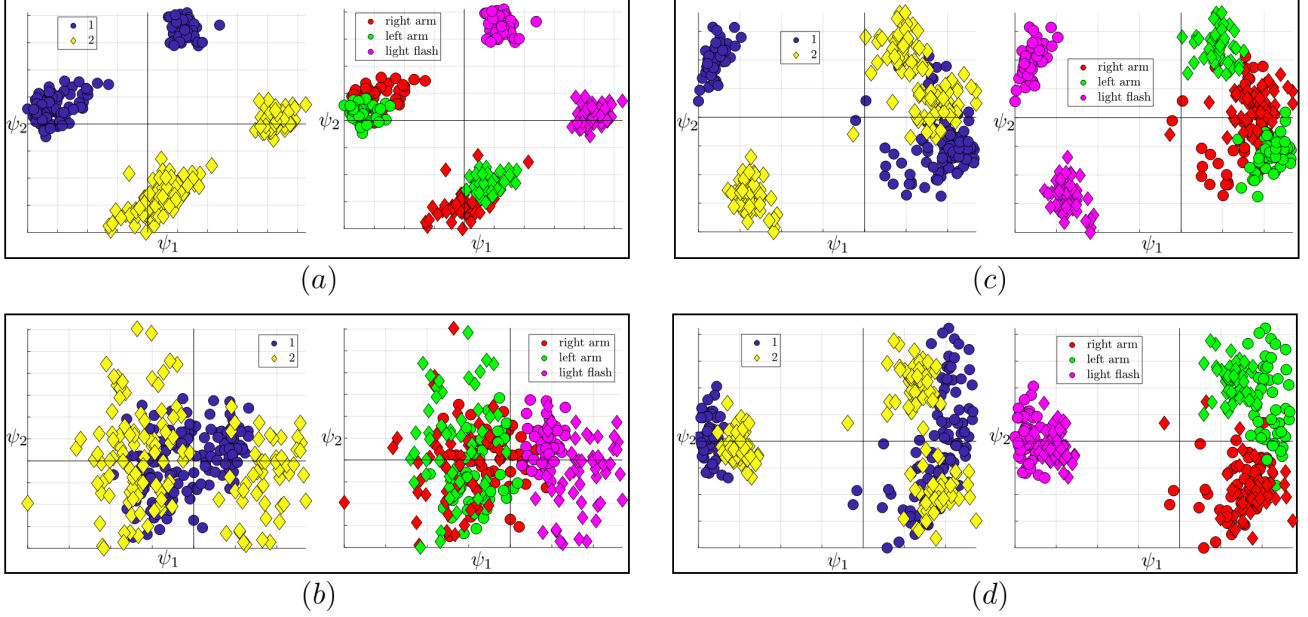 1
2
right arm
left arm
light flash
ψ2
ψ1
ψ2
ψ1
(a)
1
2
right arm
left arm
light flash
ψ2
ψ1
ψ2
ψ1
(c)
1
2
right arm
left arm
light flash
ψ2
ψ1
ψ2
ψ1
(b)
1
2
right arm
left arm
light flash
ψ2
ψ1
ψ2
ψ1
(d)